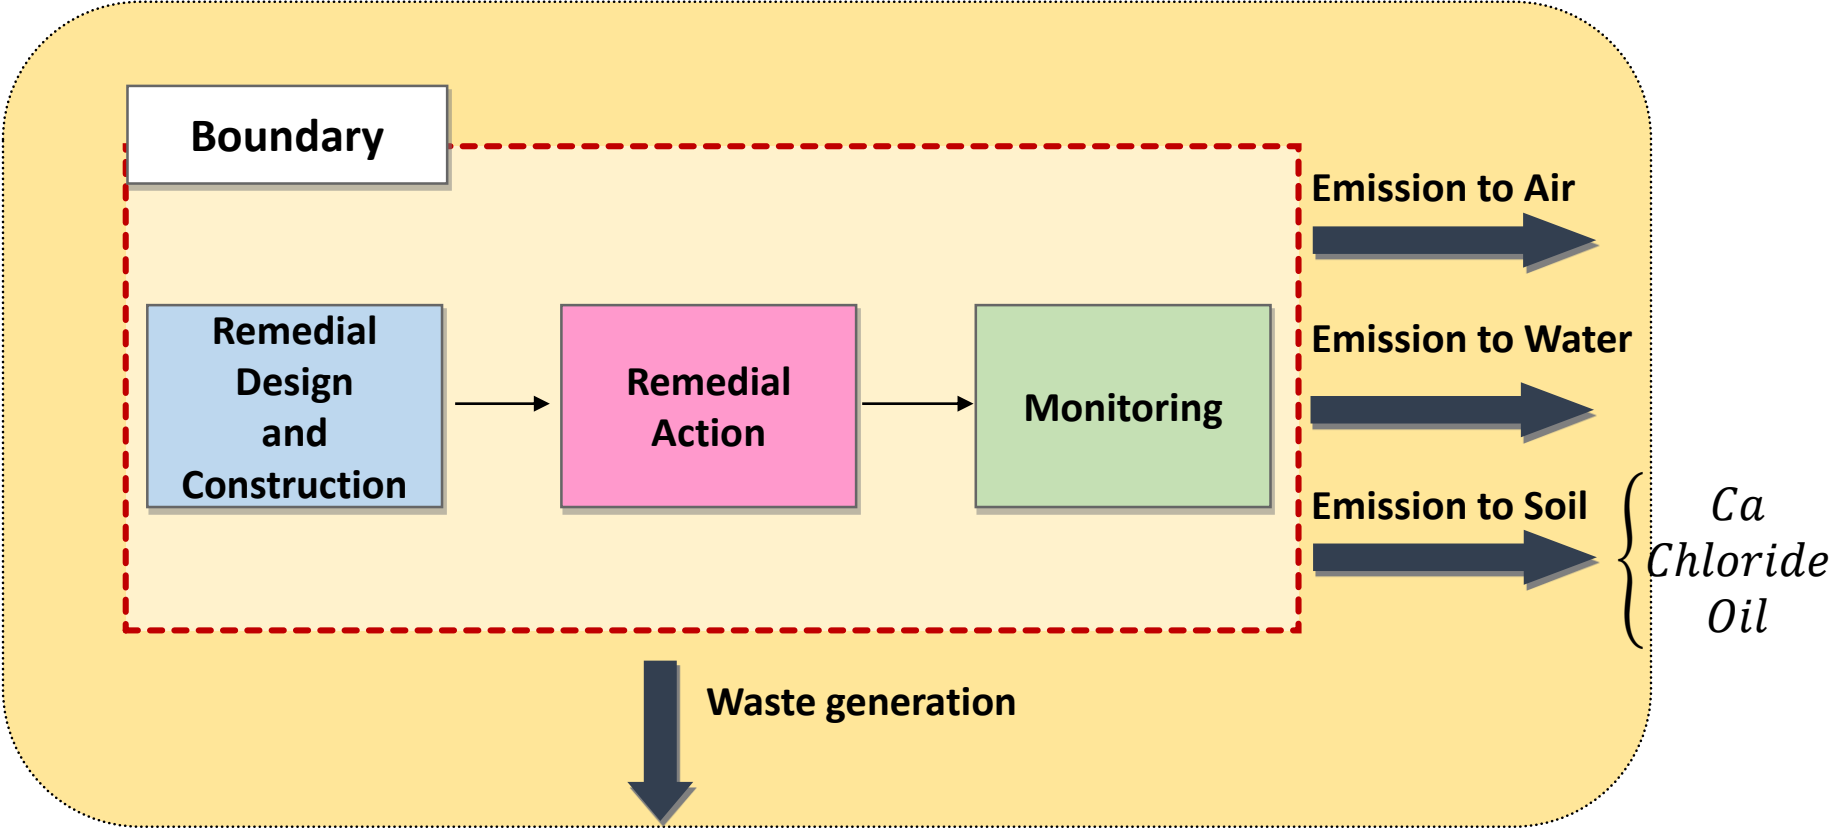 Boundary
Remedial
Design
and
Construction
Remedial
Action
Monitoring
Emission to Air
Emission to Water
Emission to Soil
Ca
Chloride
Oil
Waste generation